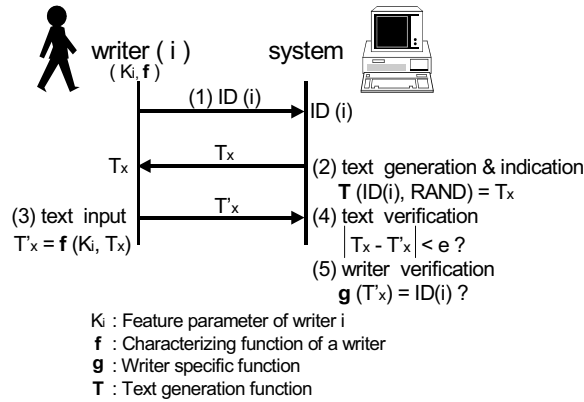 writer ( i )
system
( Ki, f )
(1) ID (i)
ID (i)
Tx
Tx
(2) text generation & indication
T (ID(i), RAND) = Tx
(3) text input
T'x
(4) text verification
T'x = f (Ki, Tx)
|Tx - T'x| < e ?
(5) writer verification
g (T'x) = ID(i) ?
Ki : Feature parameter of writer i
f : Characterizing function of a writer
g : Writer specific function
T : Text generation function